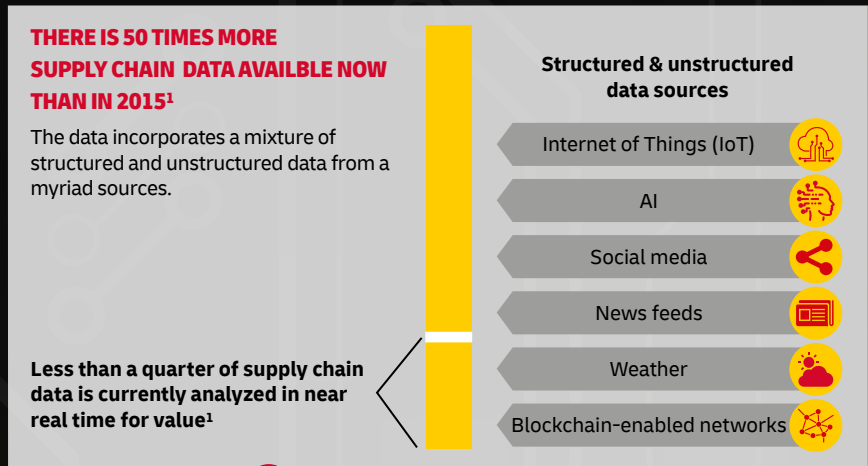 THERE IS 50 TIMES MORE
SUPPLY CHAIN DATA AVAILBLE NOW
THAN IN 2015¹
The data incorporates a mixture of
structured and unstructured data from a
myriad sources.
Less than a quarter of supply chain
data is currently analyzed in near
real time for value¹
Structured & unstructured
data sources
Internet of Things (IoT)
AI
Social media
News feeds
Weather
Blockchain-enabled networks